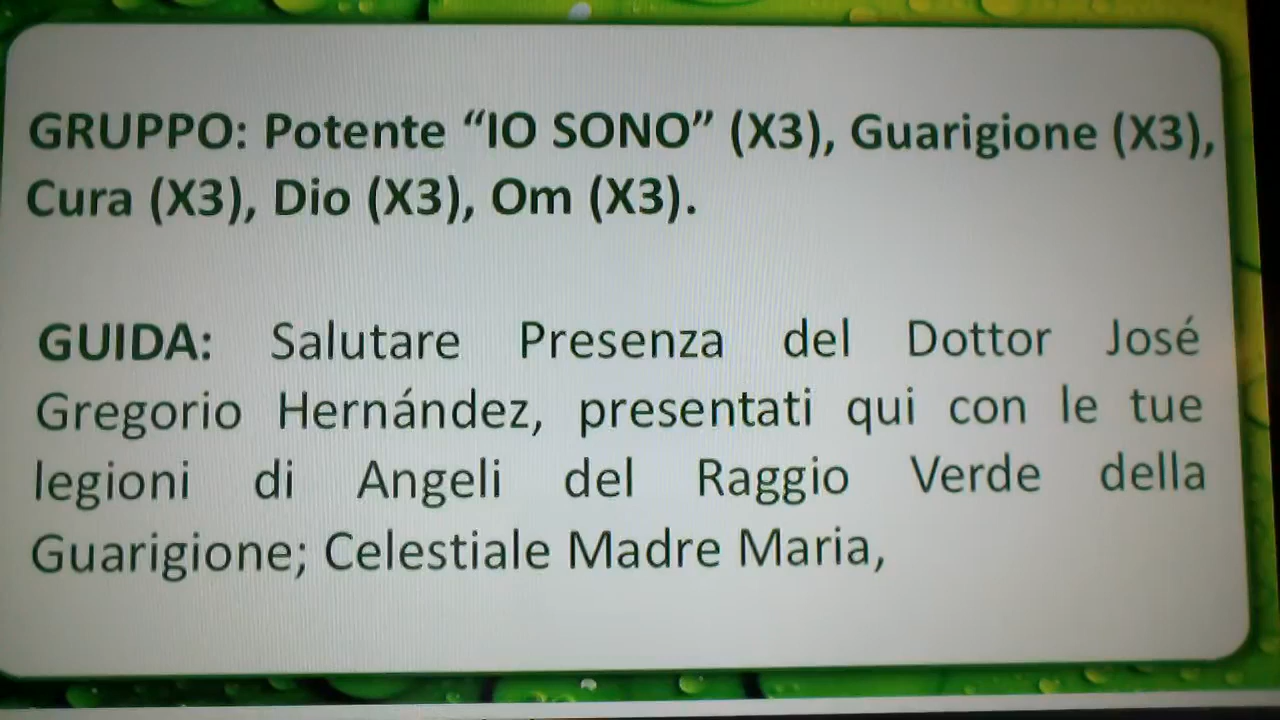 GRUPPO: Potente “IO SONO” (X3), Guarigione (X3),
Cura (X3), Dio (X3), Om (X3).
GUIDA: Salutare Presenza del Dottor José
Gregorio Hernández, presentati qui con le tue
legioni di Angeli del Raggio Verde della
Guarigione; Celestiale Madre Maria,